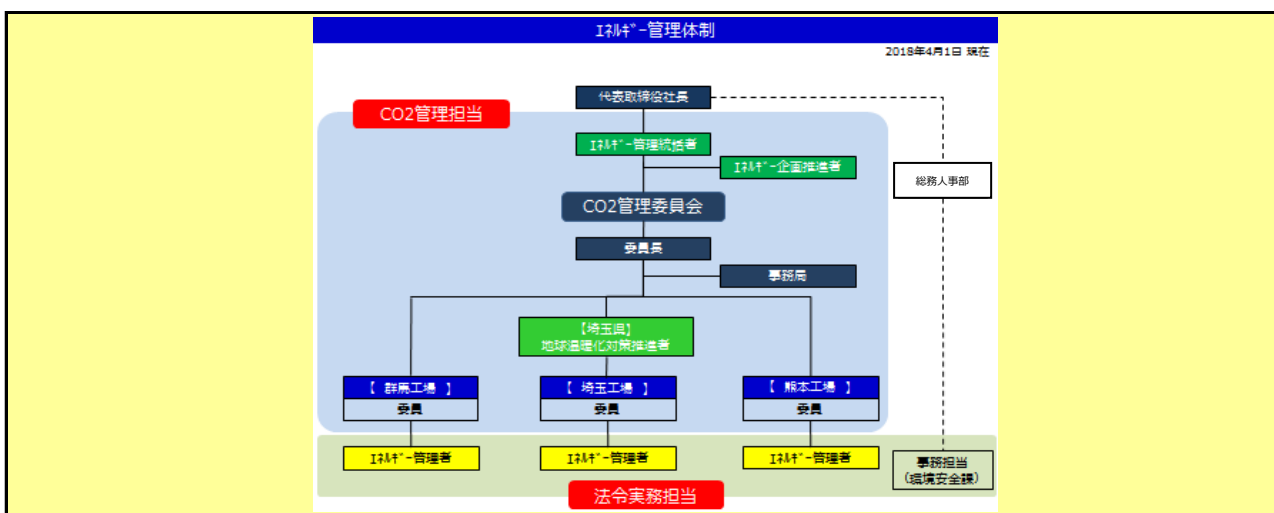 ｴﾈﾙｷﾞｰ管理体制
2018年4月1日 現在
代表取締役社長
CO2管理担当
ｴﾈﾙｷﾞｰ管理統括者
ｴﾈﾙｷﾞｰ企画推進者
総務人事部
CO2管理委員会
委員長
事務局
【埼玉県】
地球温暖化対策推進者
【 群馬工場 】
【 埼玉工場 】
【 熊本工場 】
委員
委員
委員
ｴﾈﾙｷﾞｰ管理者
ｴﾈﾙｷﾞｰ管理者
ｴﾈﾙｷﾞｰ管理者
事務担当
（環境安全課）
法令実務担当